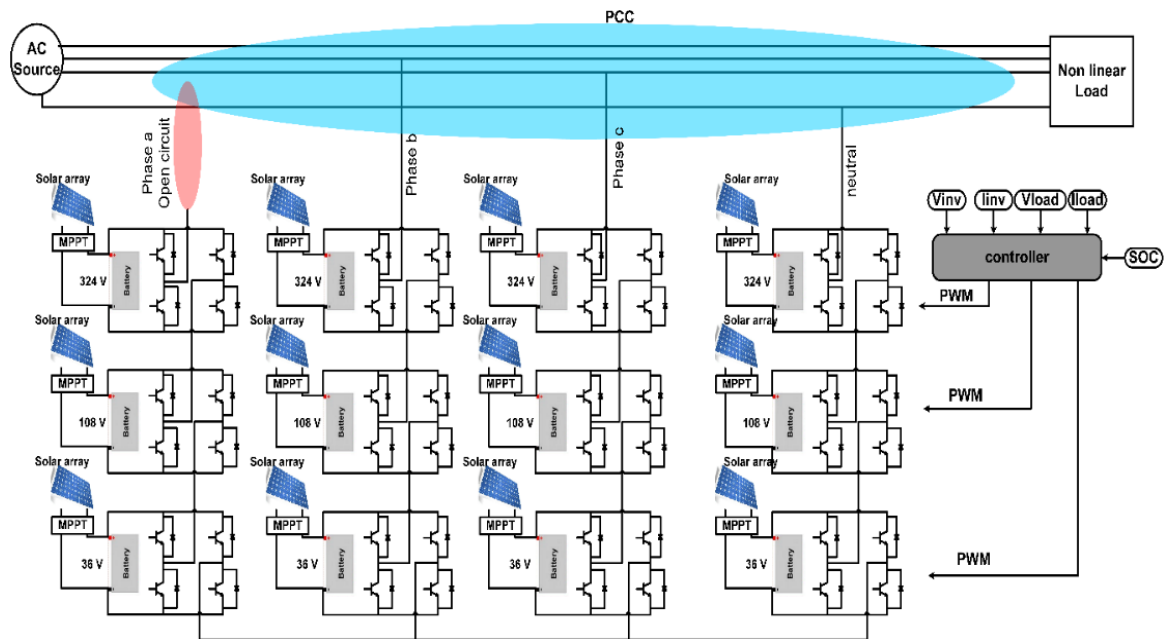 PCC
AC
Source
Non linear
Load
Phase a
Open circuit
Phase b
Phase c
neutral
Solar array
Solar array
Solar array
Solar array
MPPT
MPPT
MPPT
MPPT
324 V
Battery
324 V
Battery
324 V
Battery
324 V
Battery
Vinv
Iinv
Vload
Iload
controller
SOC
PWM
Solar array
Solar array
Solar array
Solar array
MPPT
MPPT
MPPT
MPPT
108 V
Battery
108 V
Battery
108 V
Battery
108 V
Battery
PWM
Solar array
Solar array
Solar array
Solar array
MPPT
MPPT
MPPT
MPPT
36 V
Battery
36 V
Battery
36 V
Battery
36 V
Battery
PWM